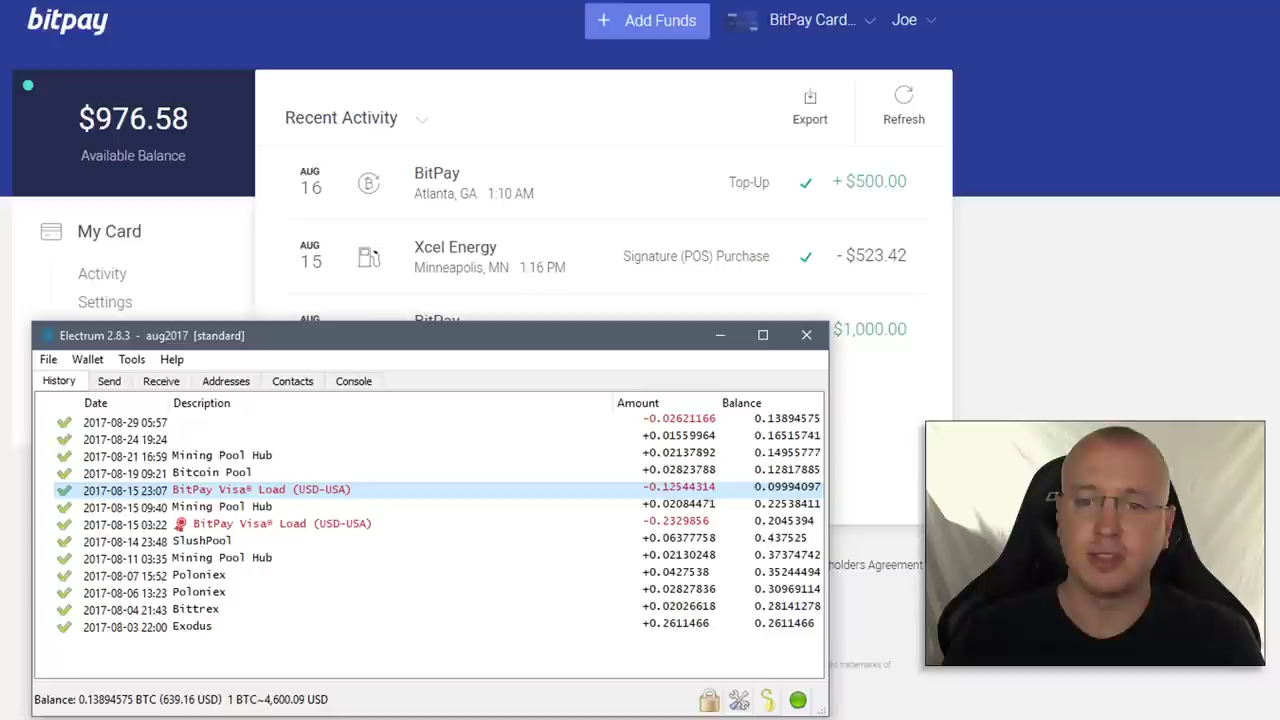 bitpay
+ Add Funds
BitPay Card...
Joe
$976.58
Available Balance
Recent Activity
Export
Refresh
AUG
16
BitPay
Atlanta, GA 1:10 AM
Top-Up
+ $500.00
My Card
Activity
Settings
AUG
15
Xcel Energy
Minneapolis, MN 1:16 PM
Signature (POS) Purchase
- $523.42
AUG
BitPay
$1,000.00
Electrum 2.8.3 - aug2017 [standard]
File Wallet Tools Help
History Send Receive Addresses Contacts Console
Date Description Amount Balance
2017-08-29 05:57 -0.02621166 0.13894575
2017-08-24 19:24 +0.01559964 0.16515741
2017-08-21 16:59 Mining Pool Hub +0.02137892 0.14955777
2017-08-19 09:21 Bitcoin Pool +0.02823788 0.12817885
2017-08-15 23:07 BitPay Visa® Load (USD-USA) -0.12544314 0.09994097
2017-08-15 09:40 Mining Pool Hub +0.02084471 0.22538411
2017-08-15 03:22 BitPay Visa® Load (USD-USA) -0.2329856 0.2045394
2017-08-14 23:48 SlushPool +0.06377758 0.437525
2017-08-11 03:35 Mining Pool Hub +0.02130248 0.37374742
2017-08-07 15:52 Poloniex +0.0427538 0.35244494
2017-08-06 13:23 Poloniex +0.02827836 0.30969114
2017-08-04 21:43 Bittrex +0.02026618 0.28141278
2017-08-03 22:00 Exodus +0.2611466 0.2611466
Balance: 0.13894575 BTC (639.16 USD) 1 BTC~4,600.09 USD
holders Agreement
trademarks of